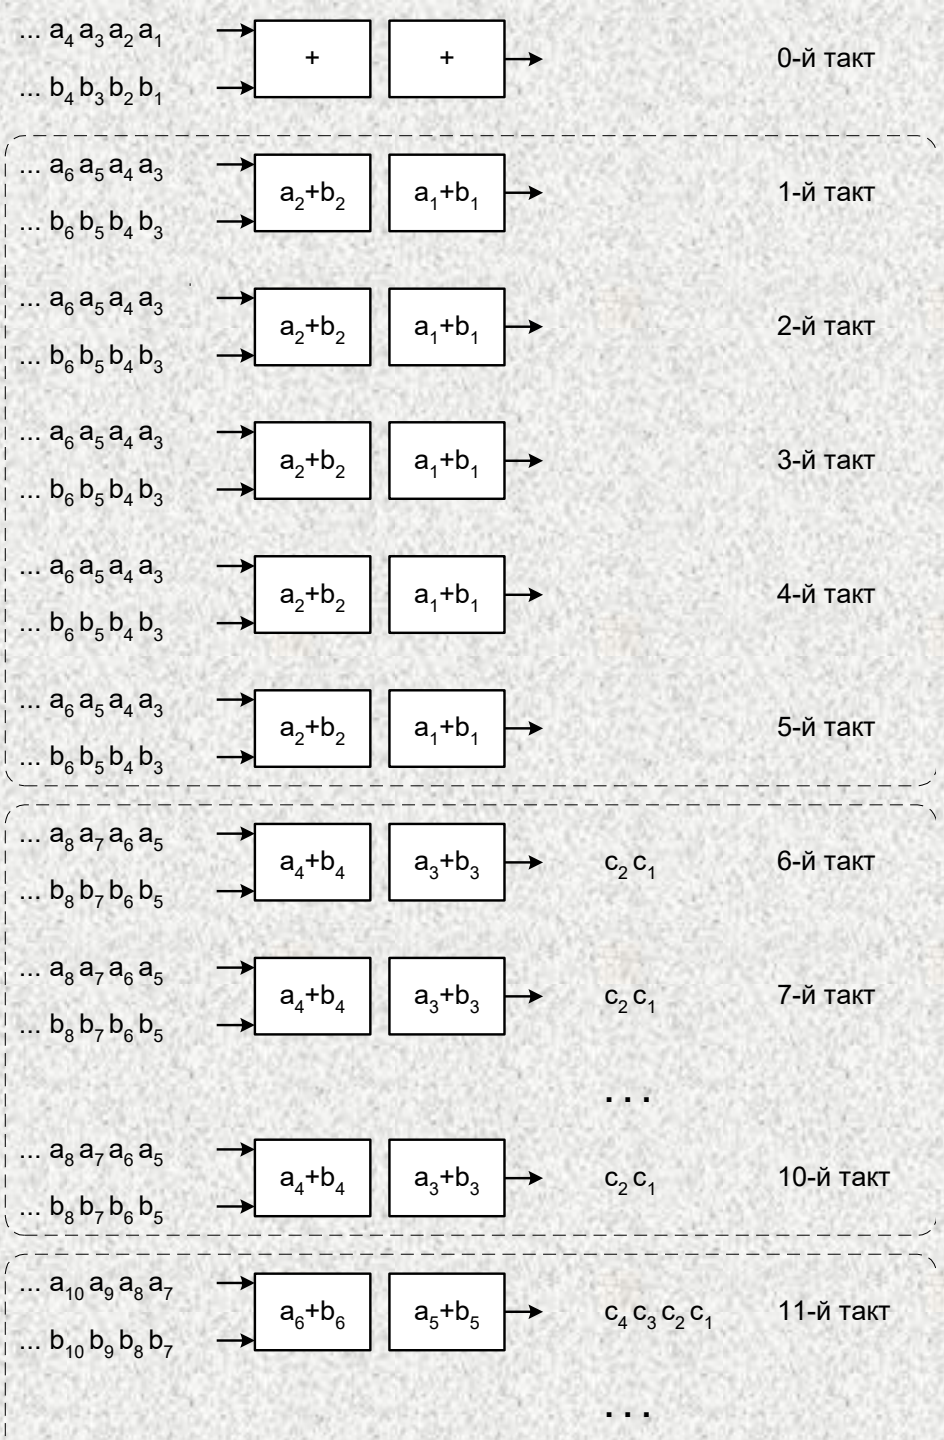 ... a₄ a₃ a₂ a₁
+ + 0-й такт
... b₄ b₃ b₂ b₁
... a₆ a₅ a₄ a₃
a₂+b₂ a₁+b₁ 1-й такт
... b₆ b₅ b₄ b₃
... a₆ a₅ a₄ a₃
a₂+b₂ a₁+b₁ 2-й такт
... b₆ b₅ b₄ b₃
... a₆ a₅ a₄ a₃
a₂+b₂ a₁+b₁ 3-й такт
... b₆ b₅ b₄ b₃
... a₆ a₅ a₄ a₃
a₂+b₂ a₁+b₁ 4-й такт
... b₆ b₅ b₄ b₃
... a₆ a₅ a₄ a₃
a₂+b₂ a₁+b₁ 5-й такт
... b₆ b₅ b₄ b₃
... a₈ a₇ a₆ a₅
a₄+b₄ a₃+b₃ c₂ c₁ 6-й такт
... b₈ b₇ b₆ b₅
... a₈ a₇ a₆ a₅
a₄+b₄ a₃+b₃ c₂ c₁ 7-й такт
... b₈ b₇ b₆ b₅
...
... a₈ a₇ a₆ a₅
a₄+b₄ a₃+b₃ c₂ c₁ 10-й такт
... b₈ b₇ b₆ b₅
... a₁₀ a₉ a₈ a₇
a₆+b₆ a₅+b₅ c₄ c₃ c₂ c₁ 11-й такт
... b₁₀ b₉ b₈ b₇
...